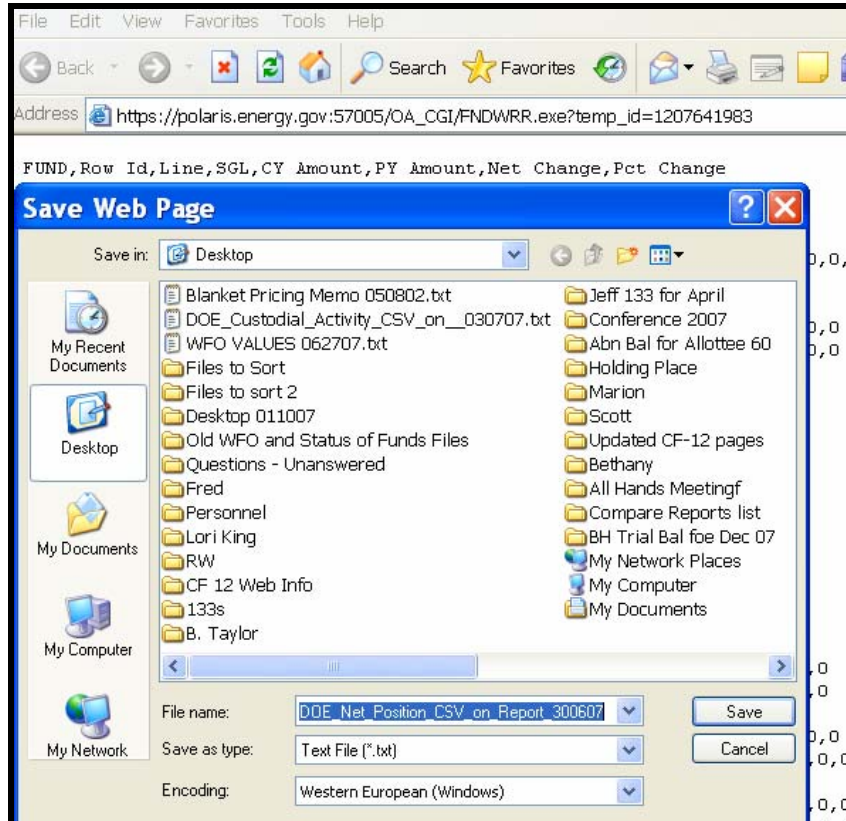 File Edit View Favorites Tools Help
Back Search Favorites
Address https://polaris.energy.gov:57005/OA_CGI/FNDWRR.exe?temp_id=1207641983
FUND,Row Id,Line,SGL,CY Amount,PY Amount,Net Change,Pct Change
Save Web Page
Save in: Desktop
My Recent Documents
Desktop
My Documents
My Computer
My Network
Blanket Pricing Memo 050802.txt
DOE_Custodial_Activity_CSV_on__030707.txt
WFO VALUES 062707.txt
Files to Sort
Files to sort 2
Desktop 011007
Old WFO and Status of Funds Files
Questions - Unanswered
Fred
Personnel
Lori King
RW
CF 12 Web Info
133s
B. Taylor
Jeff 133 for April
Conference 2007
Abn Bal for Allottee 60
Holding Place
Marion
Scott
Updated CF-12 pages
Bethany
All Hands Meetingf
Compare Reports list
BH Trial Bal foe Dec 07
My Network Places
My Computer
My Documents
File name: DOE_Net_Position_CSV_on_Report_300607
Save
Save as type: Text File (*.txt)
Cancel
Encoding: Western European (Windows)